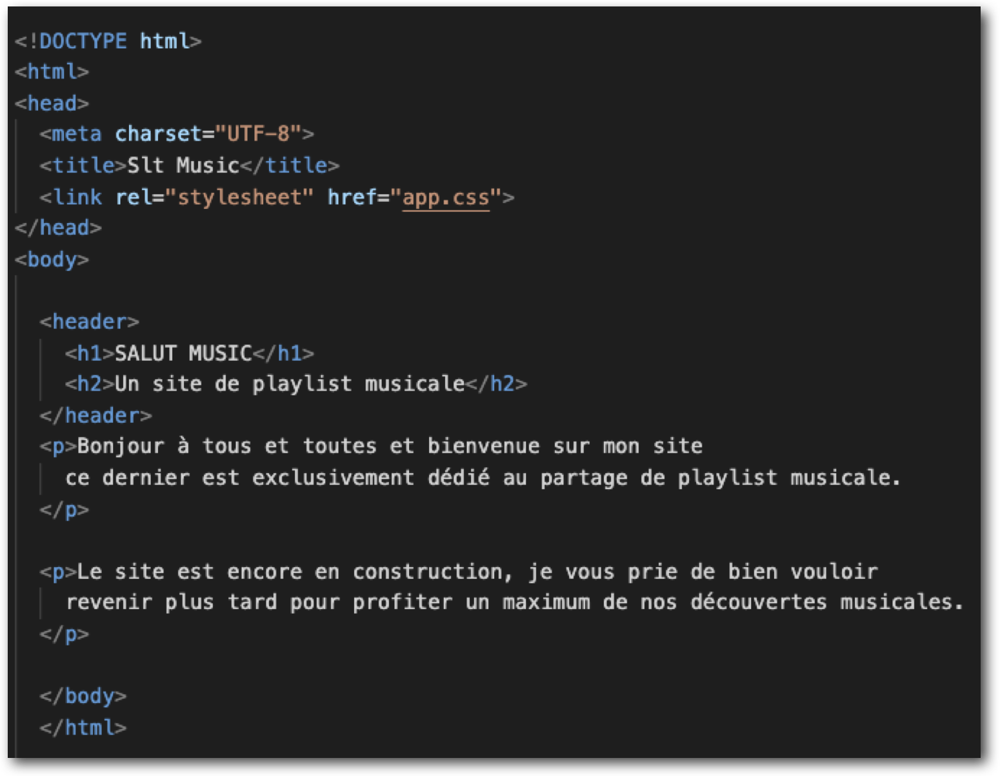 <!DOCTYPE html>
<html>
<head>
<meta charset="UTF-8">
<title>Slt Music</title>
<link rel="stylesheet" href="app.css">
</head>
<body>
<header>
<h1>SALUT MUSIC</h1>
<h2>Un site de playlist musicale</h2>
</header>
<p>Bonjour à tous et toutes et bienvenue sur mon site
ce dernier est exclusivement dédié au partage de playlist musicale.
</p>
<p>Le site est encore en construction, je vous prie de bien vouloir
revenir plus tard pour profiter un maximum de nos découvertes musicales.
</p>
</body>
</html>